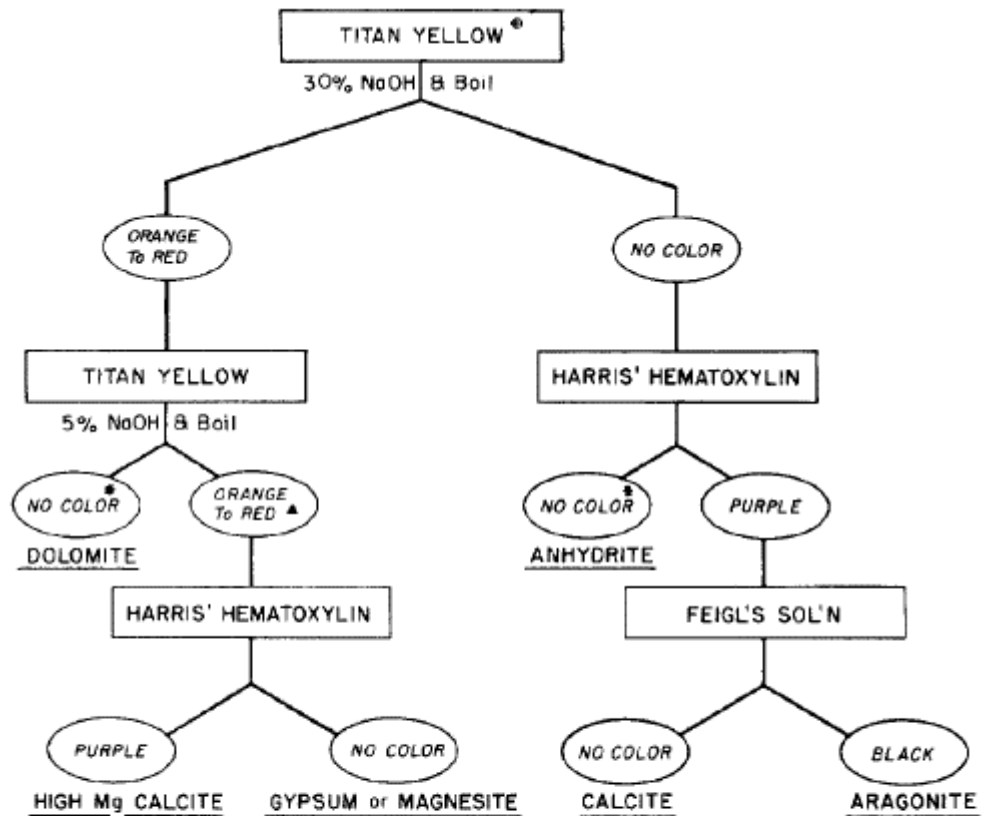 TITAN YELLOW
30% NaOH & Boil
ORANGE
To RED
NO COLOR
TITAN YELLOW
HARRIS' HEMATOXYLIN
5% NaOH & Boil
NO COLOR*
ORANGE
To RED ▲
NO COLOR*
PURPLE
DOLOMITE
ANHYDRITE
HARRIS' HEMATOXYLIN
FEIGL'S SOL'N
PURPLE
NO COLOR
NO COLOR
BLACK
HIGH Mg CALCITE
GYPSUM or MAGNESITE
CALCITE
ARAGONITE